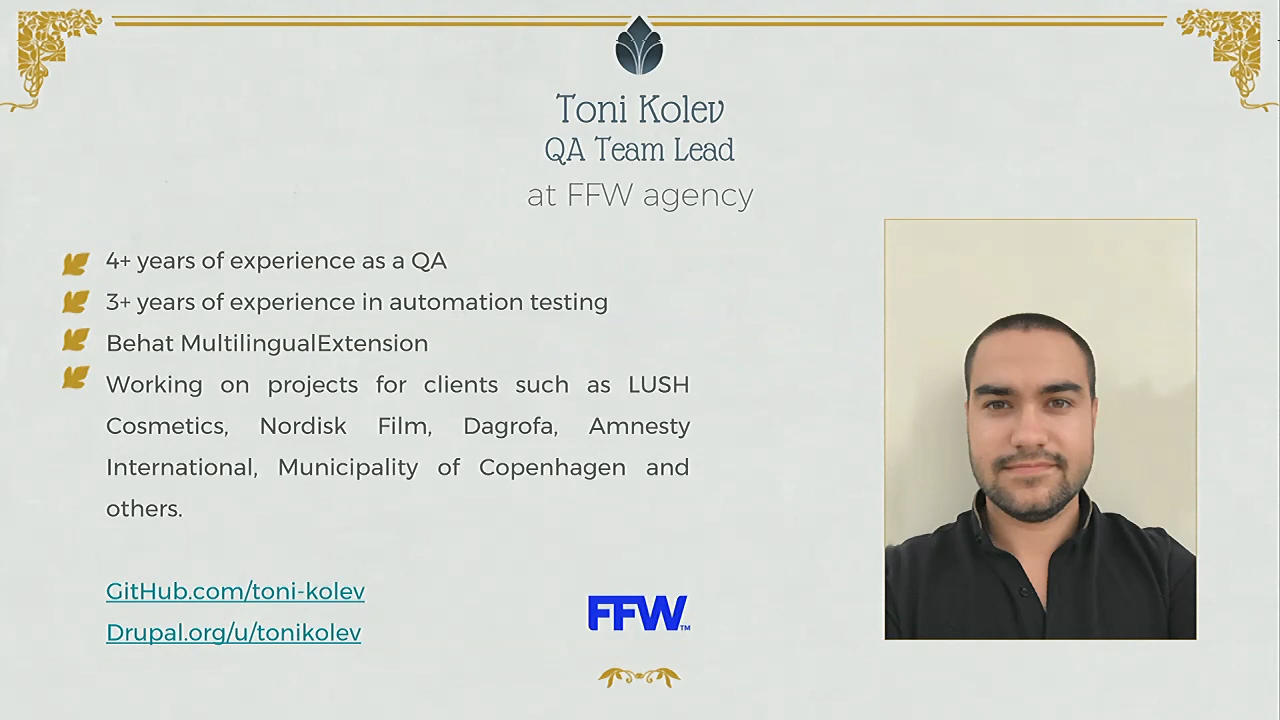 Toni Kolev
QA Team Lead
at FFW agency
4+ years of experience as a QA
3+ years of experience in automation testing
Behat MultilingualExtension
Working on projects for clients such as LUSH
Cosmetics, Nordisk Film, Dagrofa, Amnesty
International, Municipality of Copenhagen and
others.
GitHub.com/toni-kolev
Drupal.org/u/tonikolev
FFW™